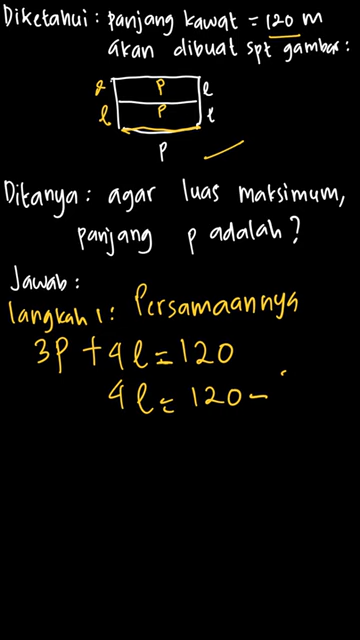 Diketahui: panjang kawat = 120 m
akan dibuat spt gambar:
l p l
l p l
p
Ditanya: agar luas maksimum,
panjang p adalah?
Jawab:
langkah 1: Persamaannya
3p + 4l = 120
4l = 120 -